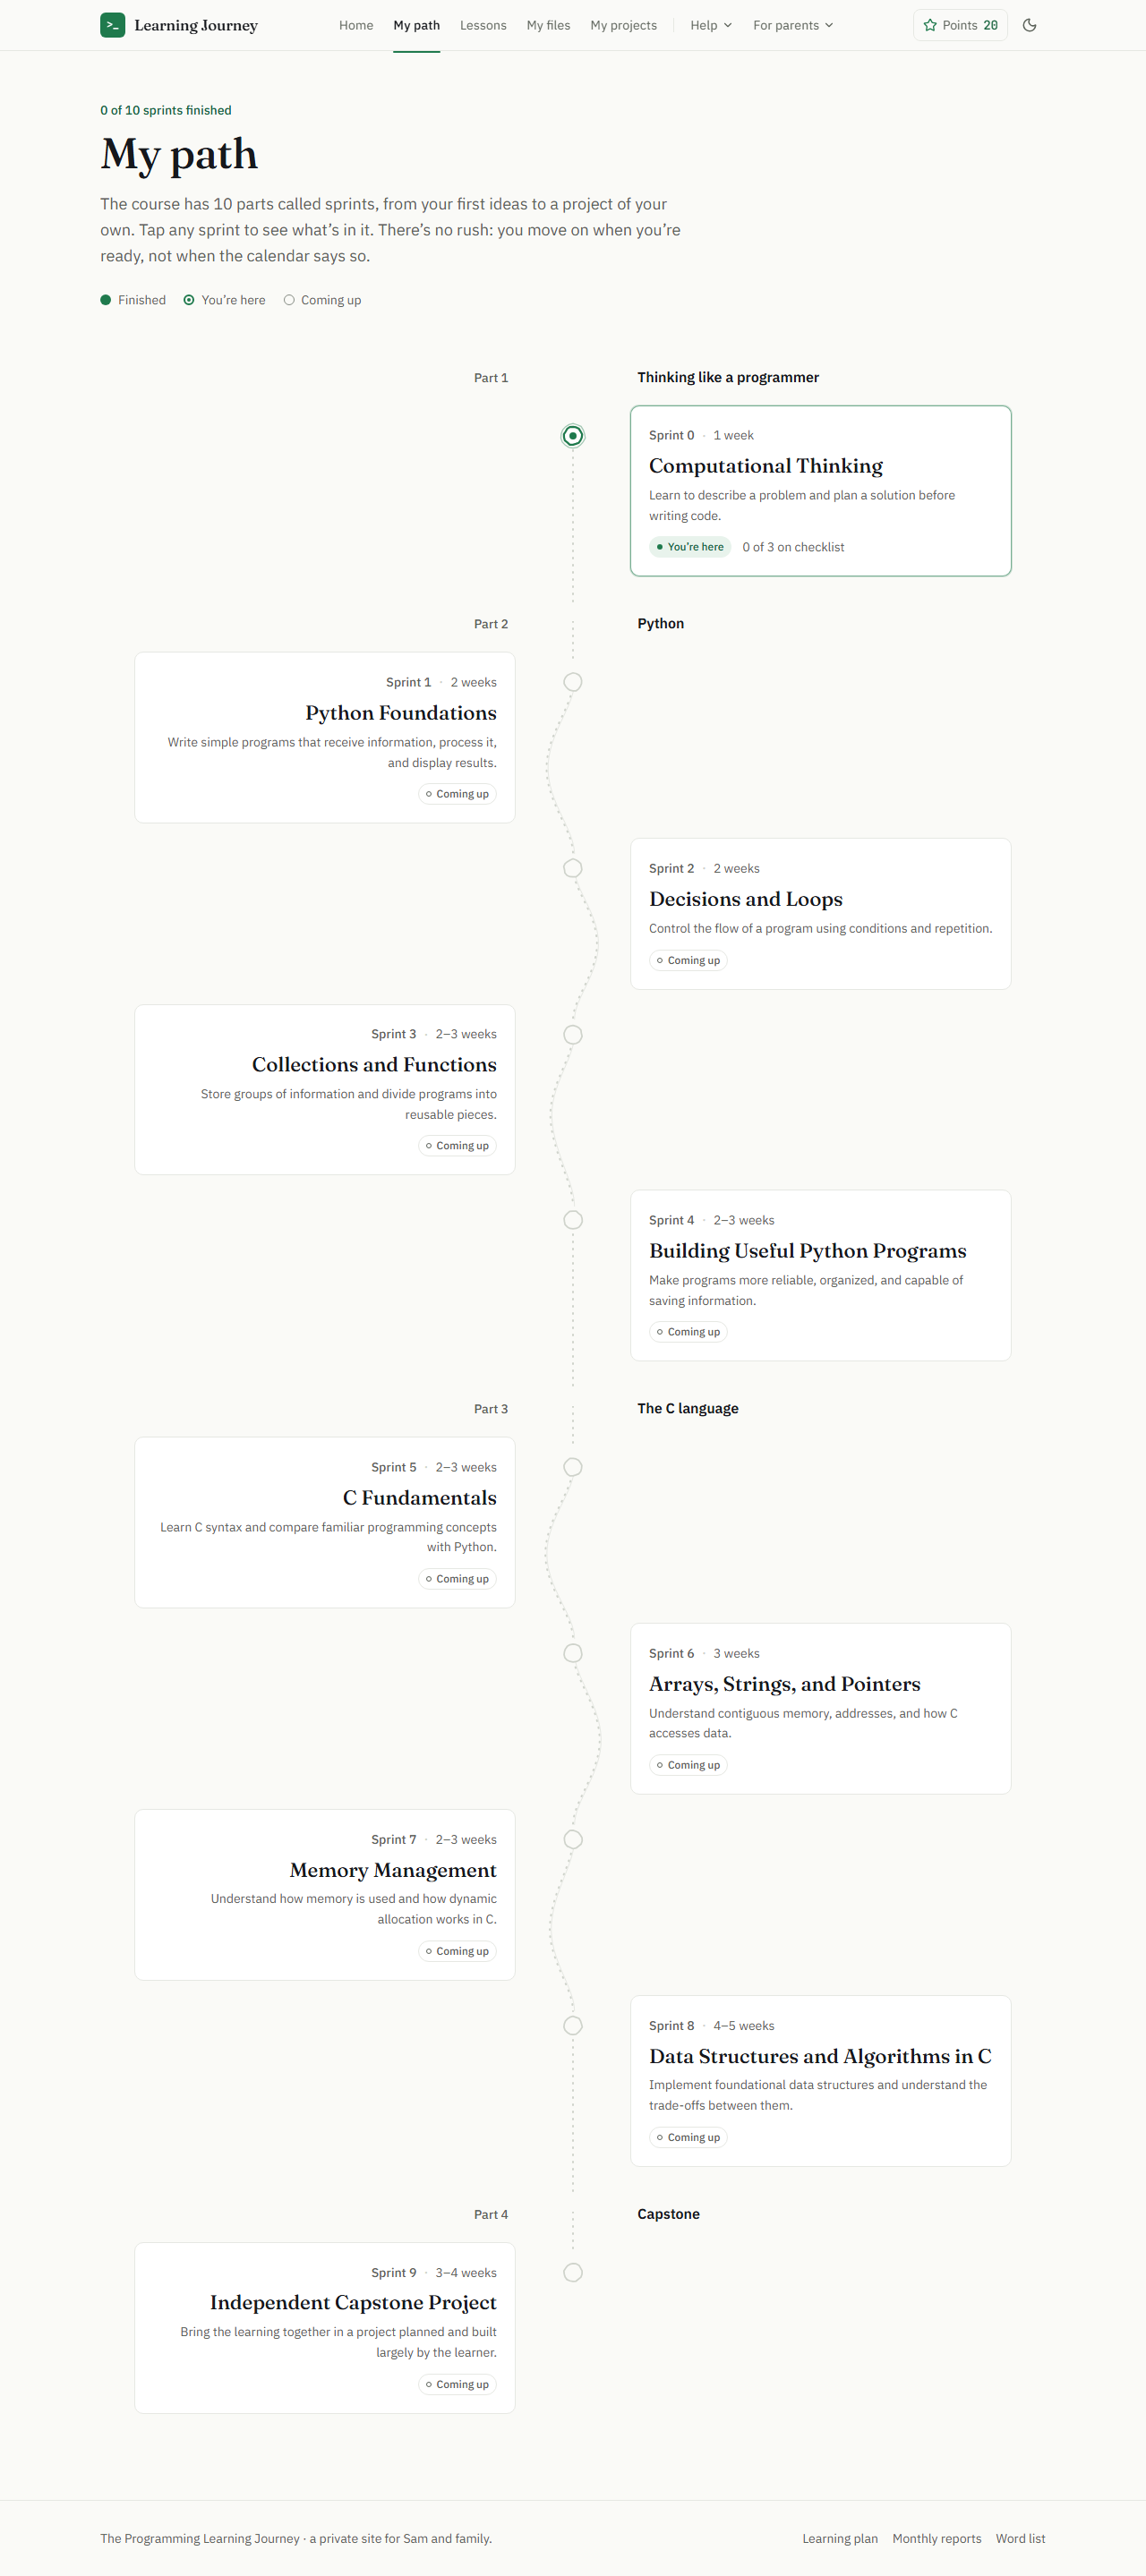 >_ Learning Journey
Home My path Lessons My files My projects Help For parents
Points 20
0 of 10 sprints finished
My path
The course has 10 parts called sprints, from your first ideas to a project of your
own. Tap any sprint to see what’s in it. There’s no rush: you move on when you’re
ready, not when the calendar says so.
Finished You’re here Coming up
Part 1 Thinking like a programmer
Sprint 0 · 1 week
Computational Thinking
Learn to describe a problem and plan a solution before
writing code.
You’re here 0 of 3 on checklist
Part 2 Python
Sprint 1 · 2 weeks
Python Foundations
Write simple programs that receive information, process it,
and display results.
Coming up
Sprint 2 · 2 weeks
Decisions and Loops
Control the flow of a program using conditions and repetition.
Coming up
Sprint 3 · 2–3 weeks
Collections and Functions
Store groups of information and divide programs into
reusable pieces.
Coming up
Sprint 4 · 2–3 weeks
Building Useful Python Programs
Make programs more reliable, organized, and capable of
saving information.
Coming up
Part 3 The C language
Sprint 5 · 2–3 weeks
C Fundamentals
Learn C syntax and compare familiar programming concepts
with Python.
Coming up
Sprint 6 · 3 weeks
Arrays, Strings, and Pointers
Understand contiguous memory, addresses, and how C
accesses data.
Coming up
Sprint 7 · 2–3 weeks
Memory Management
Understand how memory is used and how dynamic
allocation works in C.
Coming up
Sprint 8 · 4–5 weeks
Data Structures and Algorithms in C
Implement foundational data structures and understand the
trade-offs between them.
Coming up
Part 4 Capstone
Sprint 9 · 3–4 weeks
Independent Capstone Project
Bring the learning together in a project planned and built
largely by the learner.
Coming up
The Programming Learning Journey · a private site for Sam and family.
Learning plan Monthly reports Word list